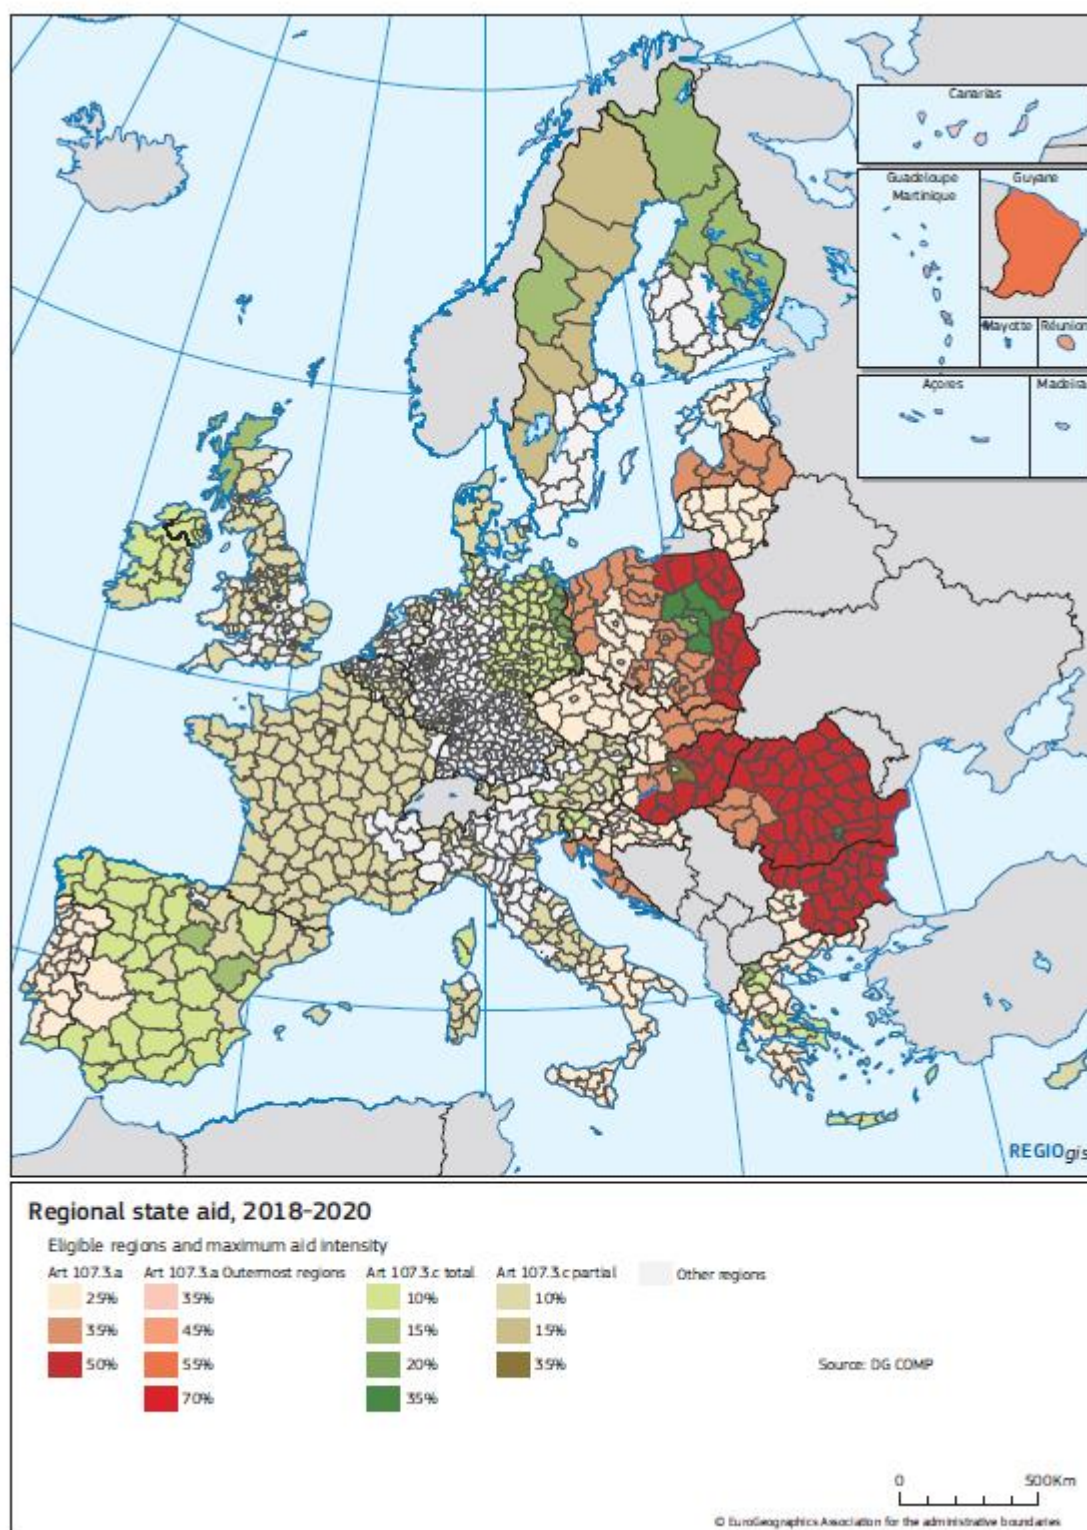 Canarias
Guadeloupe
Martinique
Guyane
Mayotte
Réunion
Açores
Madeira
REGIOgis
Regional state aid, 2018-2020
Eligible regions and maximum aid intensity
Art 107.3.a
25%
35%
50%
Art 107.3.a Outermost regions
35%
45%
55%
70%
Art 107.3.c total
10%
15%
20%
35%
Art 107.3.c partial
10%
15%
35%
Other regions
Source: DG COMP
0 500Km
© EuroGeographics Association for the administrative boundaries